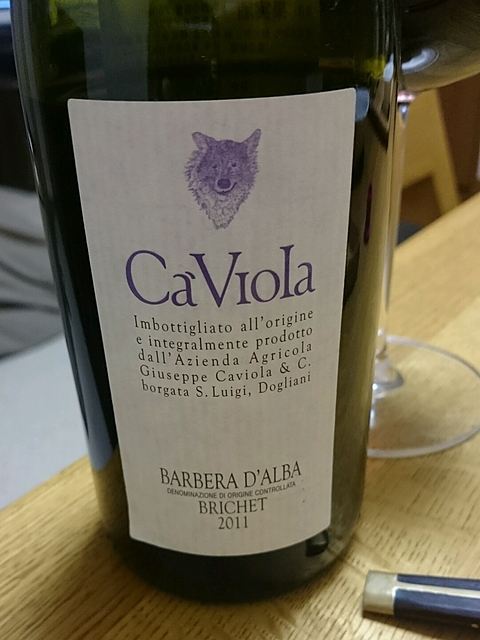 Ca'Viola
Imbottigliato all'origine
e integralmente prodotto
dall'Azienda Agricola
Giuseppe Caviola & C.
borgata S. Luigi, Dogliani
BARBERA D'ALBA
DENOMINAZIONE DI ORIGINE CONTROLLATA
BRICHET
2011